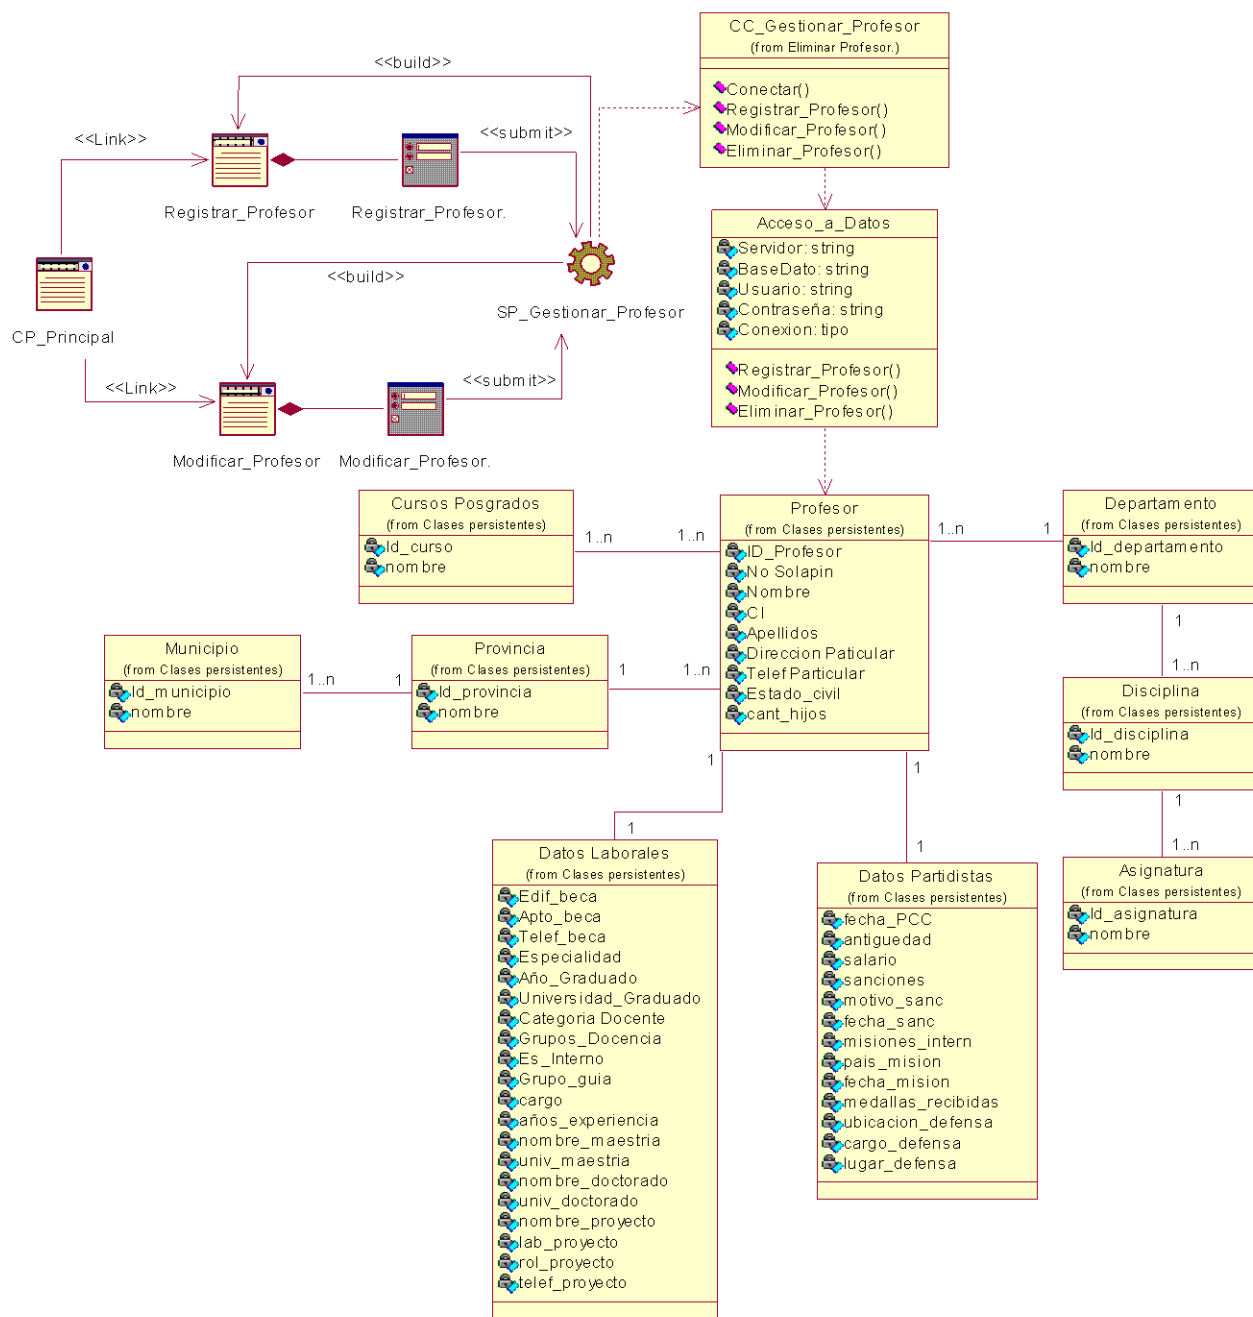 CC_Gestionar_Profesor
(from Eliminar Profesor.)
Conectar()
Registrar_Profesor()
Modificar_Profesor()
Eliminar_Profesor()
<<build>>
<<Link>>
<<submit>>
Registrar_Profesor
Registrar_Profesor.
<<build>>
SP_Gestionar_Profesor
CP_Principal
<<Link>>
<<submit>>
Modificar_Profesor
Modificar_Profesor.
Acceso_a_Datos
Servidor: string
BaseDato: string
Usuario: string
Contraseña: string
Conexion: tipo
Registrar_Profesor()
Modificar_Profesor()
Eliminar_Profesor()
Cursos Posgrados
(from Clases persistentes)
Id_curso
nombre
1..n
1..n
Profesor
(from Clases persistentes)
ID_Profesor
No Solapin
Nombre
CI
Apellidos
Direccion Paticular
Telef Particular
Estado_civil
cant_hijos
1..n
1
Departamento
(from Clases persistentes)
Id_departamento
nombre
1
1..n
Municipio
(from Clases persistentes)
Id_municipio
nombre
1..n
1
Provincia
(from Clases persistentes)
Id_provincia
nombre
1
1..n
Disciplina
(from Clases persistentes)
Id_disciplina
nombre
1
1..n
1
1
1
1
Datos Laborales
(from Clases persistentes)
Edif_beca
Apto_beca
Telef_beca
Especialidad
Año_Graduado
Universidad_Graduado
Categoria Docente
Grupos_Docencia
Es_Interno
Grupo_guia
cargo
años_experiencia
nombre_maestria
univ_maestria
nombre_doctorado
univ_doctorado
nombre_proyecto
lab_proyecto
rol_proyecto
telef_proyecto
Datos Partidistas
(from Clases persistentes)
fecha_PCC
antiguedad
salario
sanciones
motivo_sanc
fecha_sanc
misiones_intern
pais_mision
fecha_mision
medallas_recibidas
ubicacion_defensa
cargo_defensa
lugar_defensa
Asignatura
(from Clases persistentes)
Id_asignatura
nombre